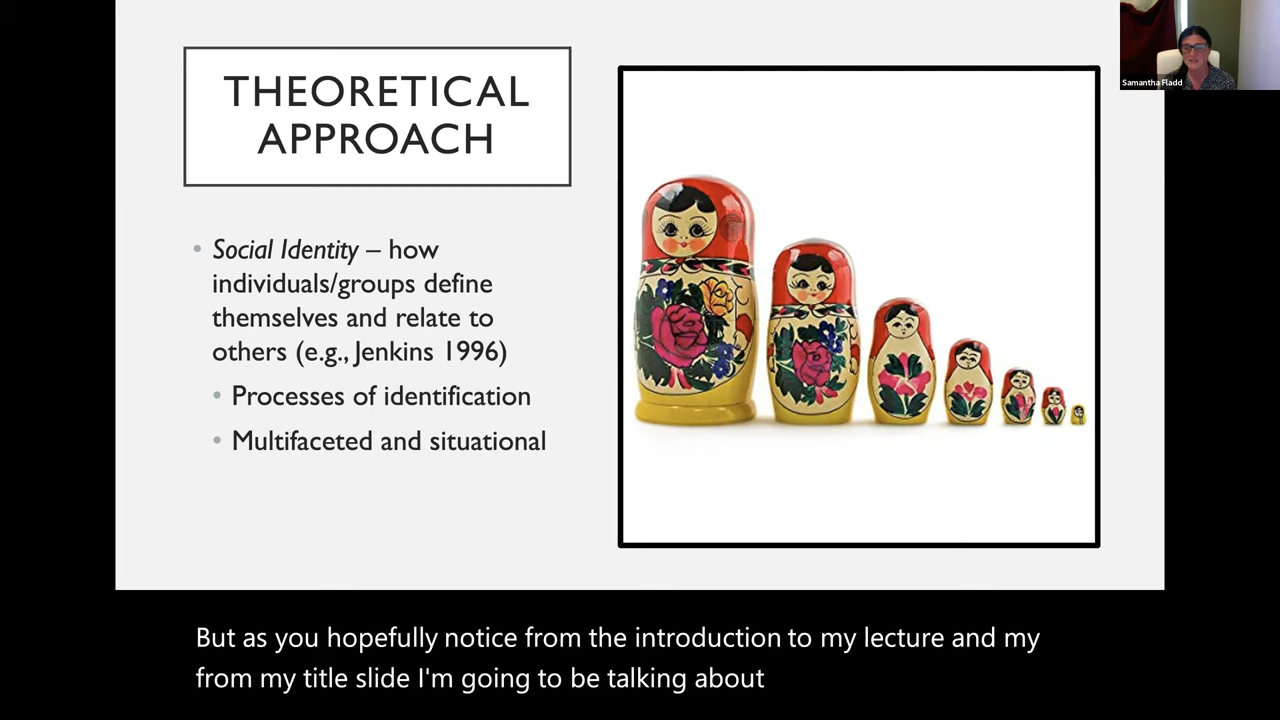 THEORETICAL
APPROACH
• Social Identity – how
individuals/groups define
themselves and relate to
others (e.g., Jenkins 1996)
• Processes of identification
• Multifaceted and situational
Samantha Fladd
But as you hopefully notice from the introduction to my lecture and my
from my title slide I'm going to be talking about